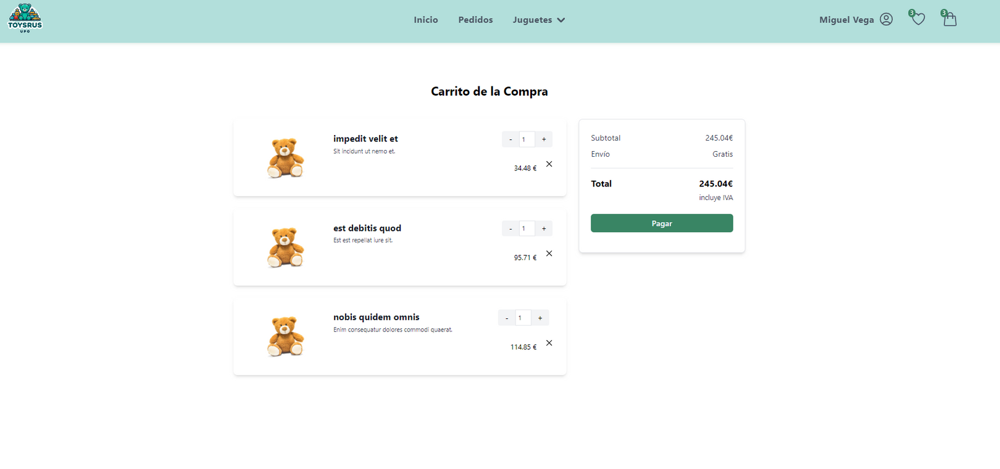 TOYSRUS
UPO
Inicio Pedidos Juguetes
Miguel Vega 3 3
Carrito de la Compra
impedit velit et
Sit incidunt ut nemo et.
- 1 +
34.48 €
est debitis quod
Est est repellat iure sit.
- 1 +
95.71 €
nobis quidem omnis
Enim consequatur dolores commodi quaerat.
- 1 +
114.85 €
Subtotal 245.04€
Envío Gratis
Total 245.04€
incluye IVA
Pagar